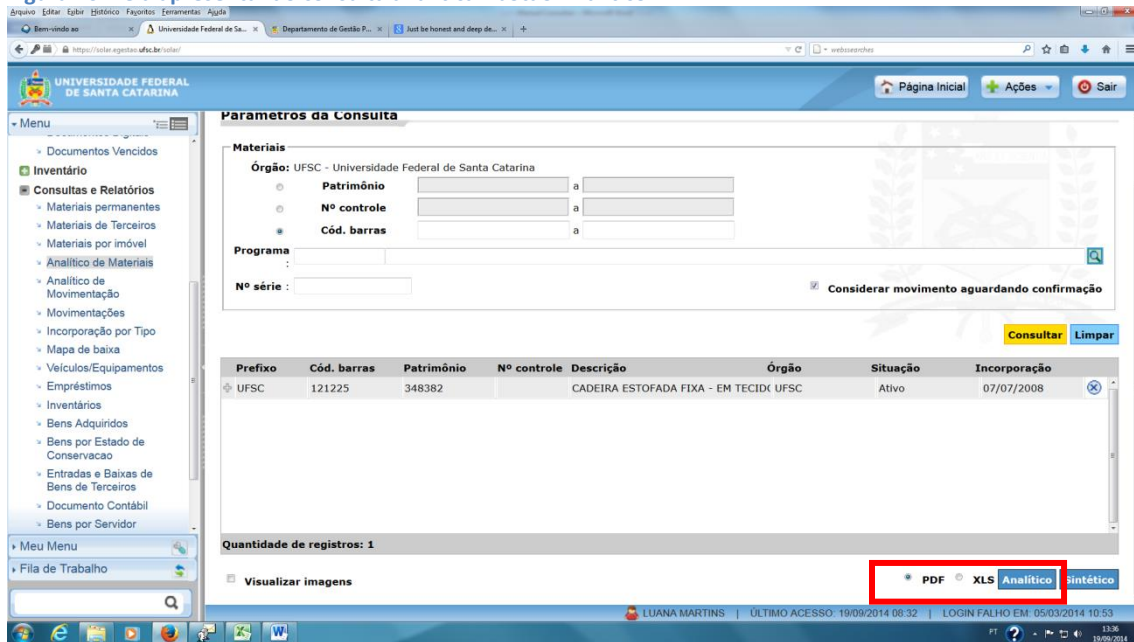 Arquivo Editar Exibir Histórico Favoritos Ferramentas Ajuda
Bem-vindo ao × Universidade Federal de Sa... × Departamento de Gestão P... × Just be honest and deep de... × +
https://solar.egestao.ufsc.br/solar/ webssearches
UNIVERSIDADE FEDERAL
DE SANTA CATARINA
Página Inicial Ações Sair
Menu
Documentos Vencidos
Inventário
Consultas e Relatórios
Materiais permanentes
Materiais de Terceiros
Materiais por imóvel
Analítico de Materiais
Analítico de
Movimentação
Movimentações
Incorporação por Tipo
Mapa de baixa
Veículos/Equipamentos
Empréstimos
Inventários
Bens Adquiridos
Bens por Estado de
Conservacao
Entradas e Baixas de
Bens de Terceiros
Documento Contábil
Bens por Servidor
Meu Menu
Fila de Trabalho
Parâmetros da Consulta
Materiais
Órgão: UFSC - Universidade Federal de Santa Catarina
Patrimônio a
Nº controle a
Cód. barras a
Programa
:
Nº série : Considerar movimento aguardando confirmação
Consultar Limpar
Prefixo Cód. barras Patrimônio Nº controle Descrição Órgão Situação Incorporação
UFSC 121225 348382 CADEIRA ESTOFADA FIXA - EM TECIDO UFSC Ativo 07/07/2008
Quantidade de registros: 1
Visualizar imagens PDF XLS Analítico Sintético
LUANA MARTINS | ÚLTIMO ACESSO: 19/09/2014 08:32 | LOGIN FALHO EM: 05/03/2014 10:53
PT 13:36
19/09/2014